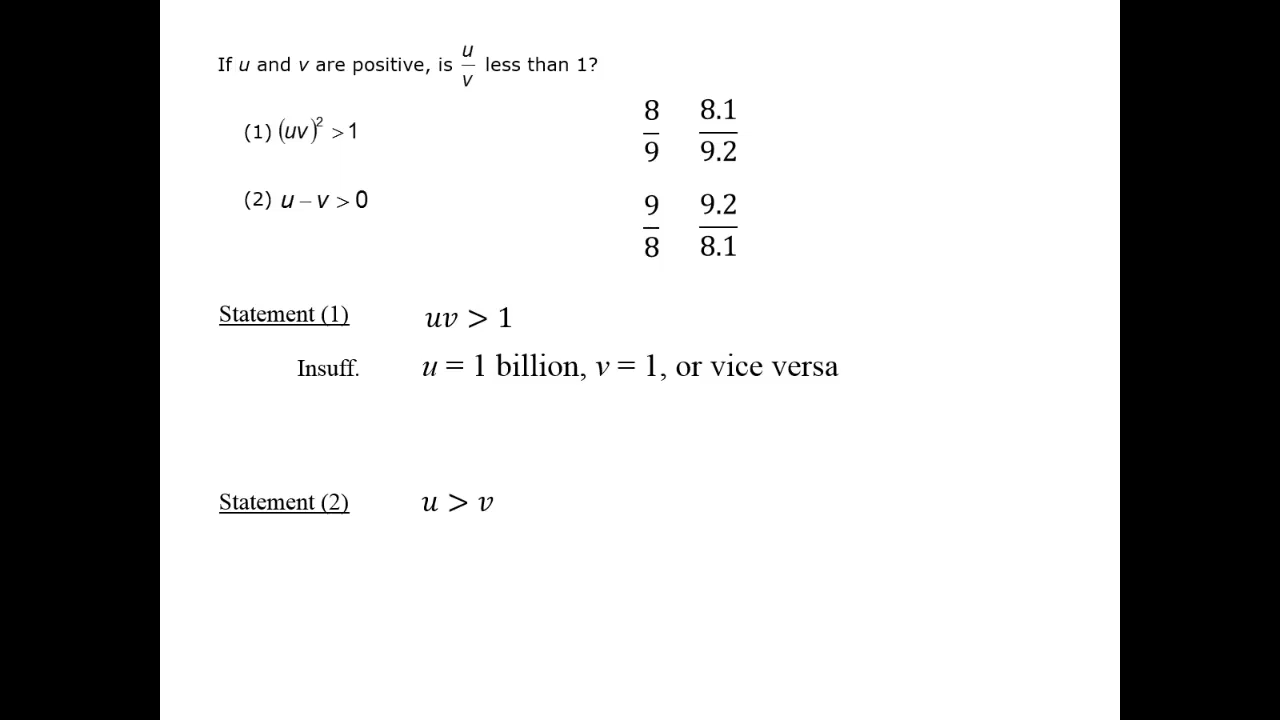 If u and v are positive, is u/v less than 1?
(1) (uv)² > 1
(2) u – v > 0
8/9 8.1/9.2
9/8 9.2/8.1
Statement (1) uv > 1
Insuff. u = 1 billion, v = 1, or vice versa
Statement (2) u > v